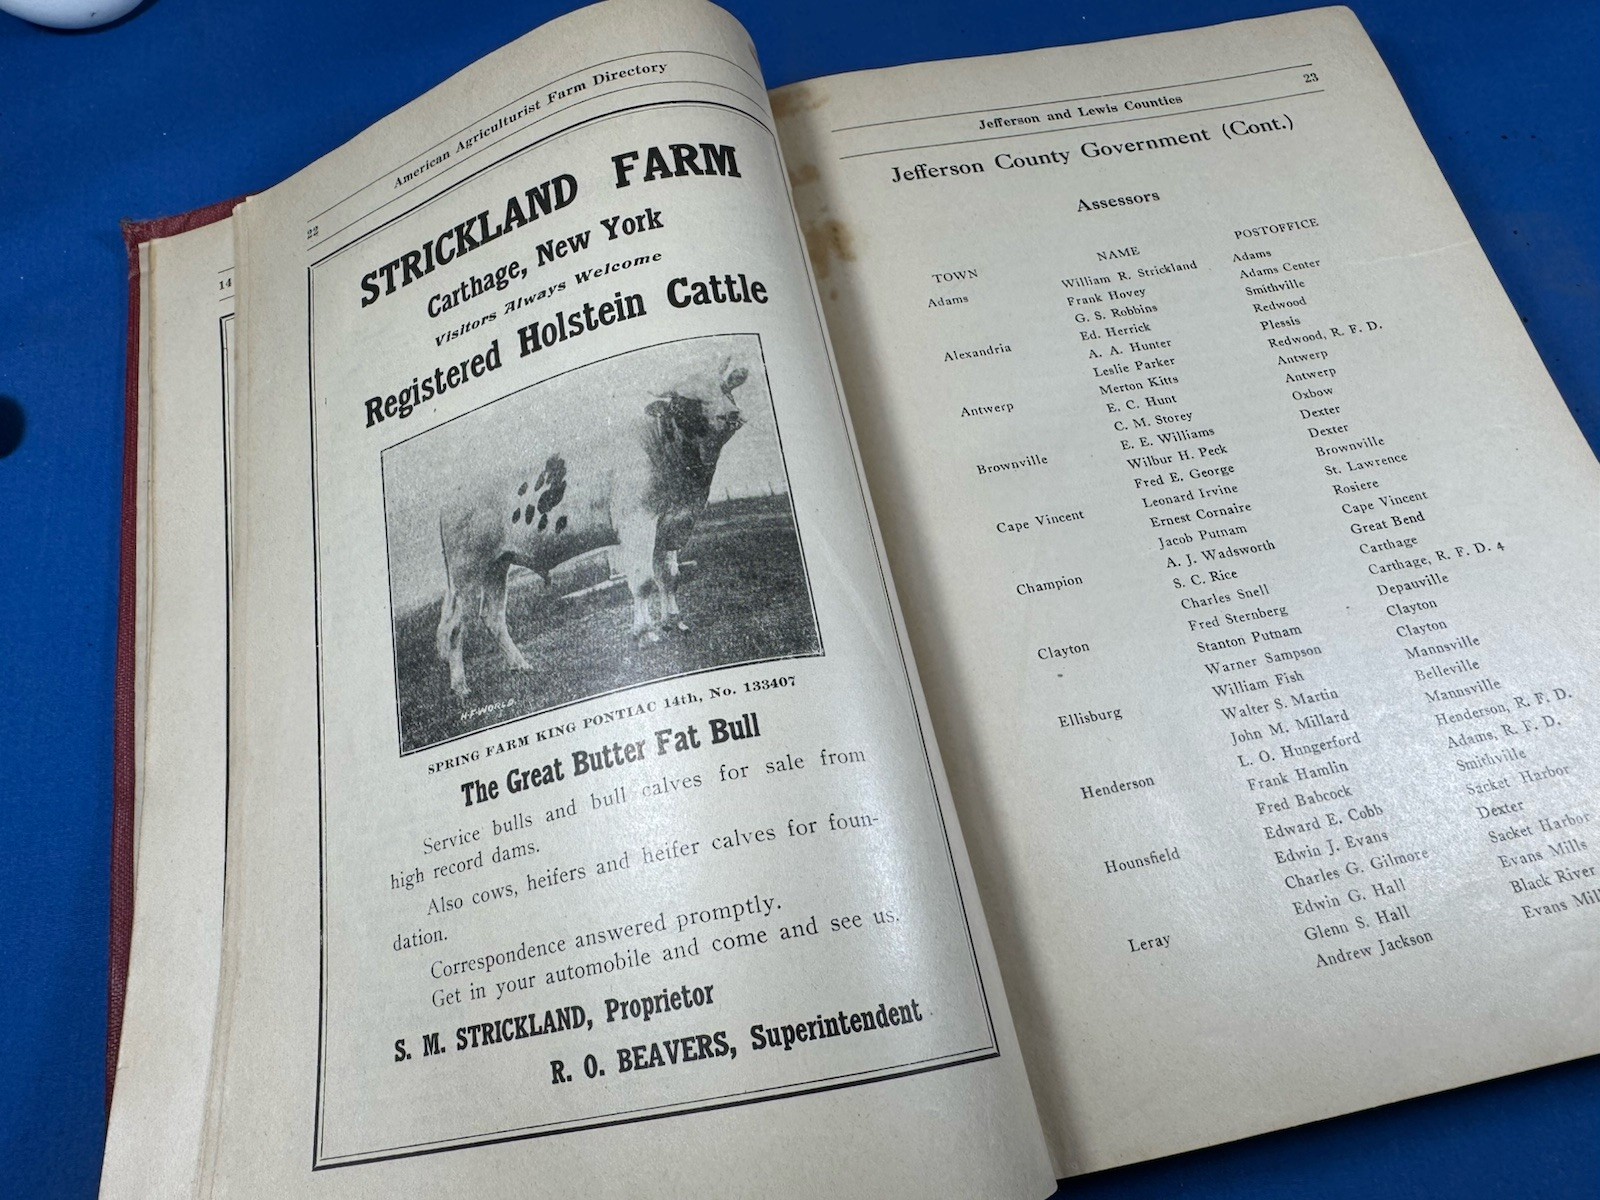 14
22
American Agriculturist Farm Directory
STRICKLAND FARM
Carthage, New York
Visitors Always Welcome
Registered Holstein Cattle
H-F-WORLD
SPRING FARM KING PONTIAC 14th, No. 133407
The Great Butter Fat Bull
Service bulls and bull calves for sale from
high record dams.
Also cows, heifers and heifer calves for foun-
dation.
Correspondence answered promptly.
Get in your automobile and come and see us.
S. M. STRICKLAND, Proprietor
R. O. BEAVERS, Superintendent
Jefferson and Lewis Counties 23
Jefferson County Government (Cont.)
Assessors
TOWN NAME POSTOFFICE
Adams William R. Strickland Adams
Frank Hovey Adams Center
G. S. Robbins Smithville
Alexandria Ed. Herrick Redwood
A. A. Hunter Plessis
Leslie Parker Redwood, R. F. D.
Antwerp Merton Kitts Antwerp
E. C. Hunt Antwerp
C. M. Storey Oxbow
Brownville E. E. Williams Dexter
Wilbur H. Peck Dexter
Fred E. George Brownville
Cape Vincent Leonard Irvine St. Lawrence
Ernest Cornaire Rosiere
Jacob Putnam Cape Vincent
Champion A. J. Wadsworth Great Bend
S. C. Rice Carthage
Charles Snell Carthage, R. F. D. 4
Clayton Fred Sternberg Depauville
Stanton Putnam Clayton
Warner Sampson Clayton
Ellisburg William Fish Mannsville
Walter S. Martin Belleville
John M. Millard Mannsville
Henderson L. O. Hungerford Henderson, R. F. D.
Frank Hamlin Adams, R. F. D.
Fred Babcock Smithville
Hounsfield Edward E. Cobb Sacket Harbor
Edwin J. Evans Dexter
Charles G. Gilmore Sacket Harbor
Leray Edwin G. Hall Evans Mills
Glenn S. Hall Black River
Andrew Jackson Evans Mil